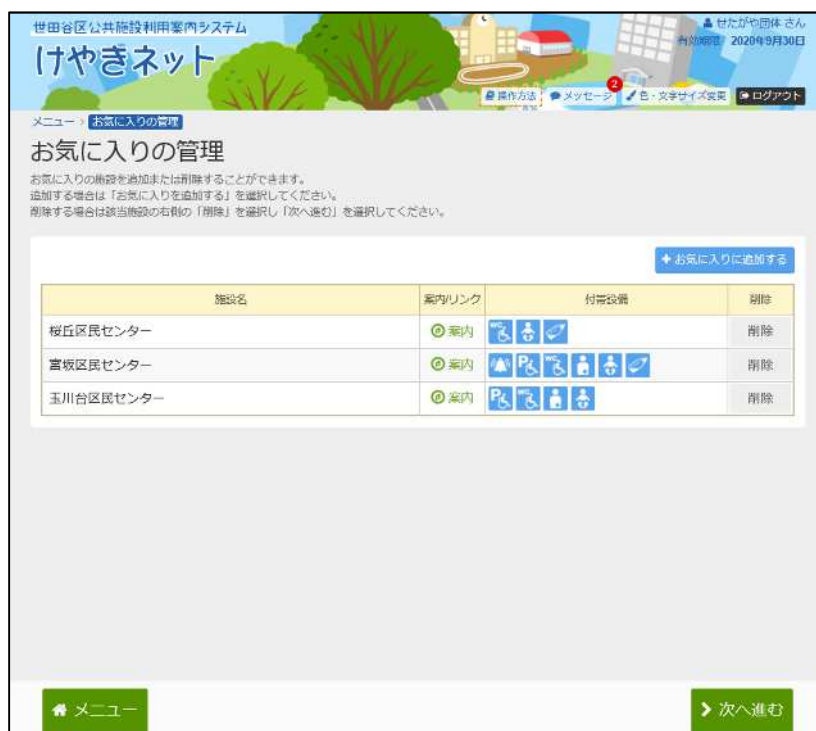 世田谷区公共施設利用案内システム
けやきネット
せたがや団体 さん
有効期限 2020年9月30日
操作方法
メッセージ
2
色・文字サイズ変更
ログアウト
メニュー › お気に入りの管理
お気に入りの管理
お気に入りの施設を追加または削除することができます。
追加する場合は「お気に入りを追加する」を選択してください。
削除する場合は該当施設の右側の「削除」を選択し「次へ進む」を選択してください。
+ お気に入りに追加する
施設名 案内/リンク 付帯設備 削除
桜丘区民センター 案内 WC 削除
宮坂区民センター 案内 P WC 削除
玉川台区民センター 案内 P WC 削除
メニュー
次へ進む